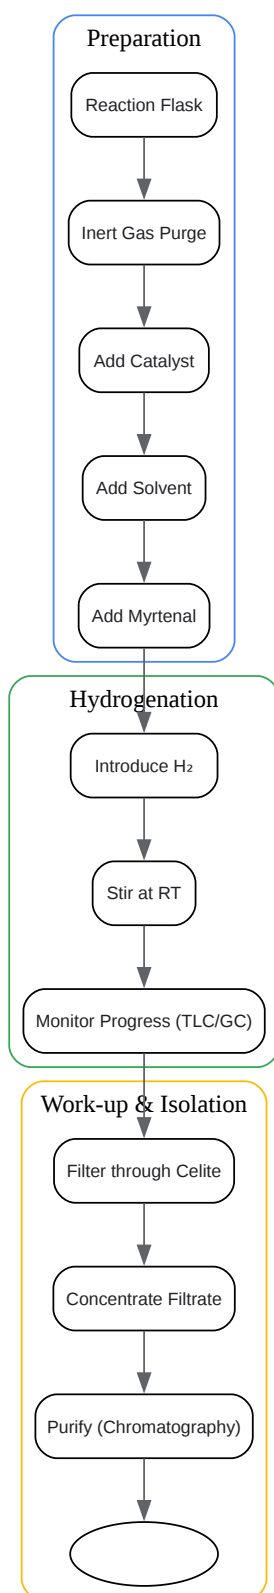 Preparation
Reaction Flask
Inert Gas Purge
Add Catalyst
Add Solvent
Add Myrtenal
Hydrogenation
Introduce H₂
Stir at RT
Monitor Progress (TLC/GC)
Work-up & Isolation
Filter through Celite
Concentrate Filtrate
Purify (Chromatography)